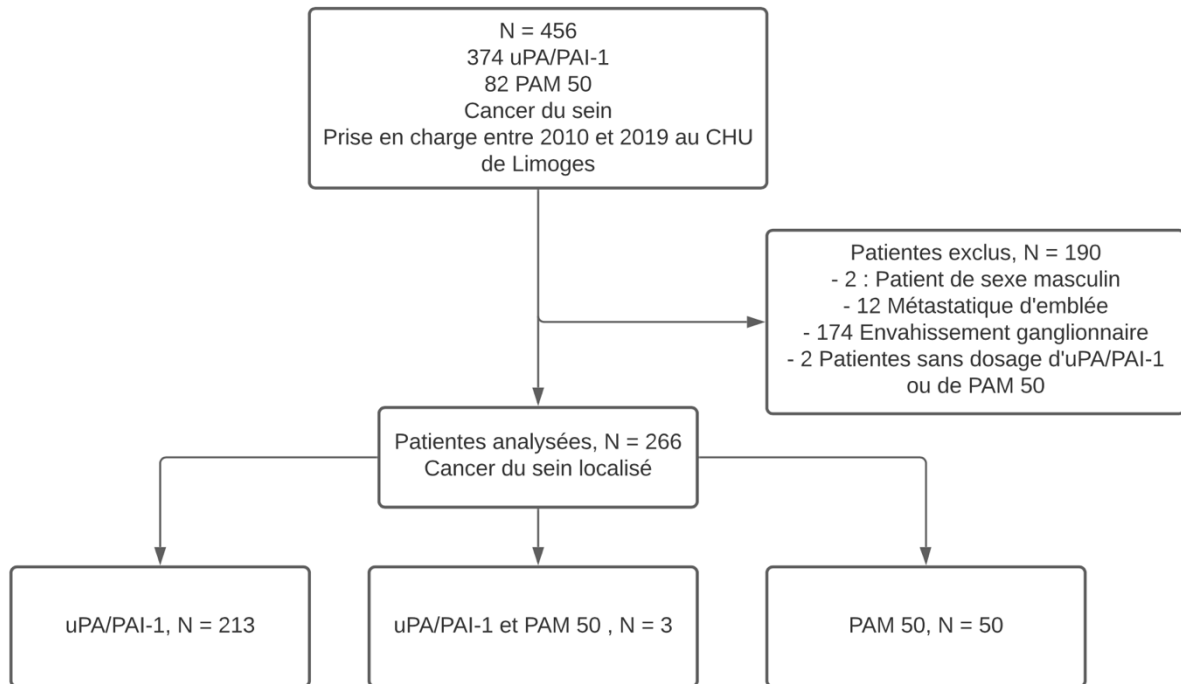 N = 456
374 uPA/PAI-1
82 PAM 50
Cancer du sein
Prise en charge entre 2010 et 2019 au CHU
de Limoges
Patientes exclus, N = 190
- 2 : Patient de sexe masculin
- 12 Métastatique d'emblée
- 174 Envahissement ganglionnaire
- 2 Patientes sans dosage d'uPA/PAI-1
ou de PAM 50
Patientes analysées, N = 266
Cancer du sein localisé
uPA/PAI-1, N = 213
uPA/PAI-1 et PAM 50 , N = 3
PAM 50, N = 50